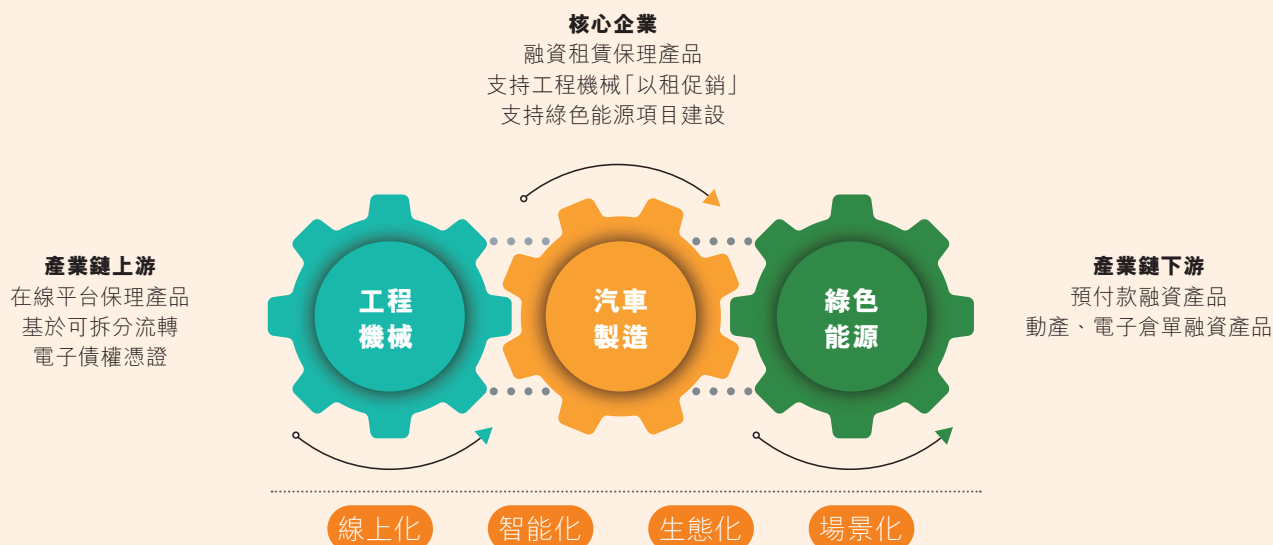 核心企業
融資租賃保理產品
支持工程機械「以租促銷」
支持綠色能源項目建設
產業鏈上游
在線平台保理產品
基於可拆分流轉
電子債權憑證
工程
機械
汽車
製造
綠色
能源
產業鏈下游
預付款融資產品
動產、電子倉單融資產品
線上化
智能化
生態化
場景化